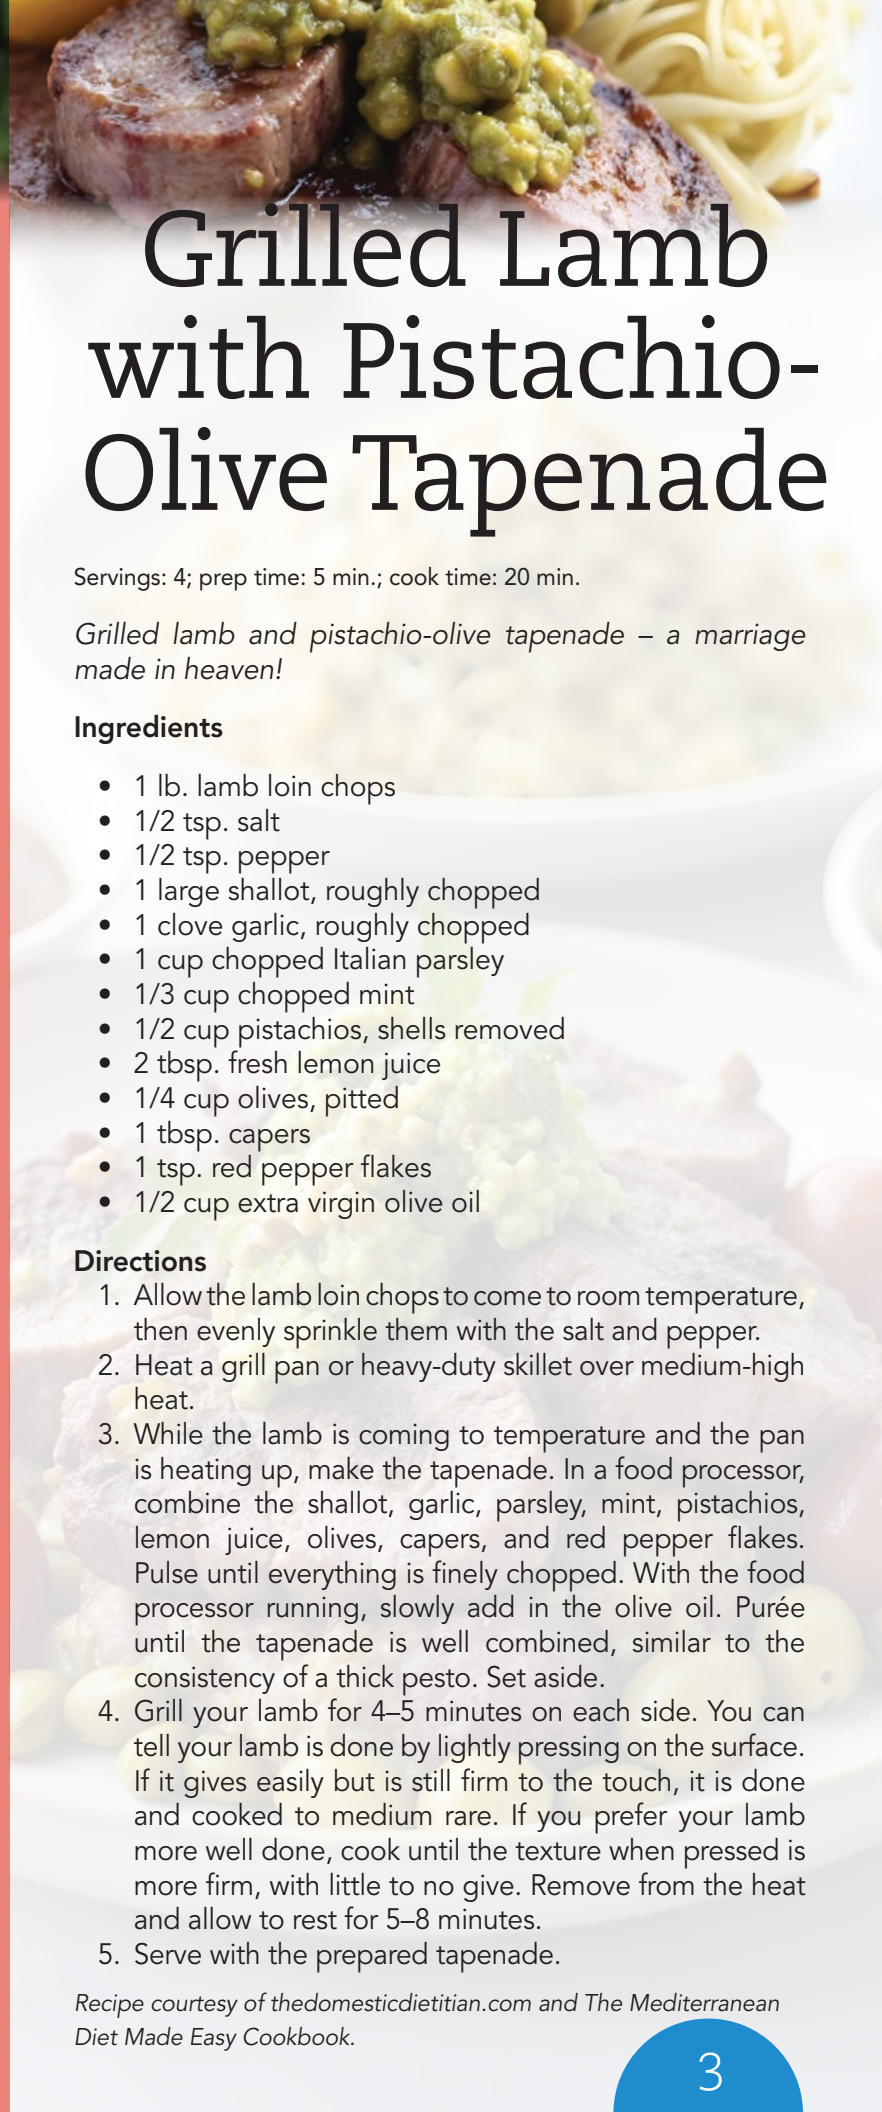 Grilled Lamb
with Pistachio-
Olive Tapenade
Servings: 4; prep time: 5 min.; cook time: 20 min.
Grilled lamb and pistachio-olive tapenade – a marriage
made in heaven!
Ingredients
• 1 lb. lamb loin chops
• 1/2 tsp. salt
• 1/2 tsp. pepper
• 1 large shallot, roughly chopped
• 1 clove garlic, roughly chopped
• 1 cup chopped Italian parsley
• 1/3 cup chopped mint
• 1/2 cup pistachios, shells removed
• 2 tbsp. fresh lemon juice
• 1/4 cup olives, pitted
• 1 tbsp. capers
• 1 tsp. red pepper flakes
• 1/2 cup extra virgin olive oil
Directions
1. Allow the lamb loin chops to come to room temperature,
then evenly sprinkle them with the salt and pepper.
2. Heat a grill pan or heavy-duty skillet over medium-high
heat.
3. While the lamb is coming to temperature and the pan
is heating up, make the tapenade. In a food processor,
combine the shallot, garlic, parsley, mint, pistachios,
lemon juice, olives, capers, and red pepper flakes.
Pulse until everything is finely chopped. With the food
processor running, slowly add in the olive oil. Purée
until the tapenade is well combined, similar to the
consistency of a thick pesto. Set aside.
4. Grill your lamb for 4–5 minutes on each side. You can
tell your lamb is done by lightly pressing on the surface.
If it gives easily but is still firm to the touch, it is done
and cooked to medium rare. If you prefer your lamb
more well done, cook until the texture when pressed is
more firm, with little to no give. Remove from the heat
and allow to rest for 5–8 minutes.
5. Serve with the prepared tapenade.
Recipe courtesy of thedomesticdietitian.com and The Mediterranean
Diet Made Easy Cookbook.
3